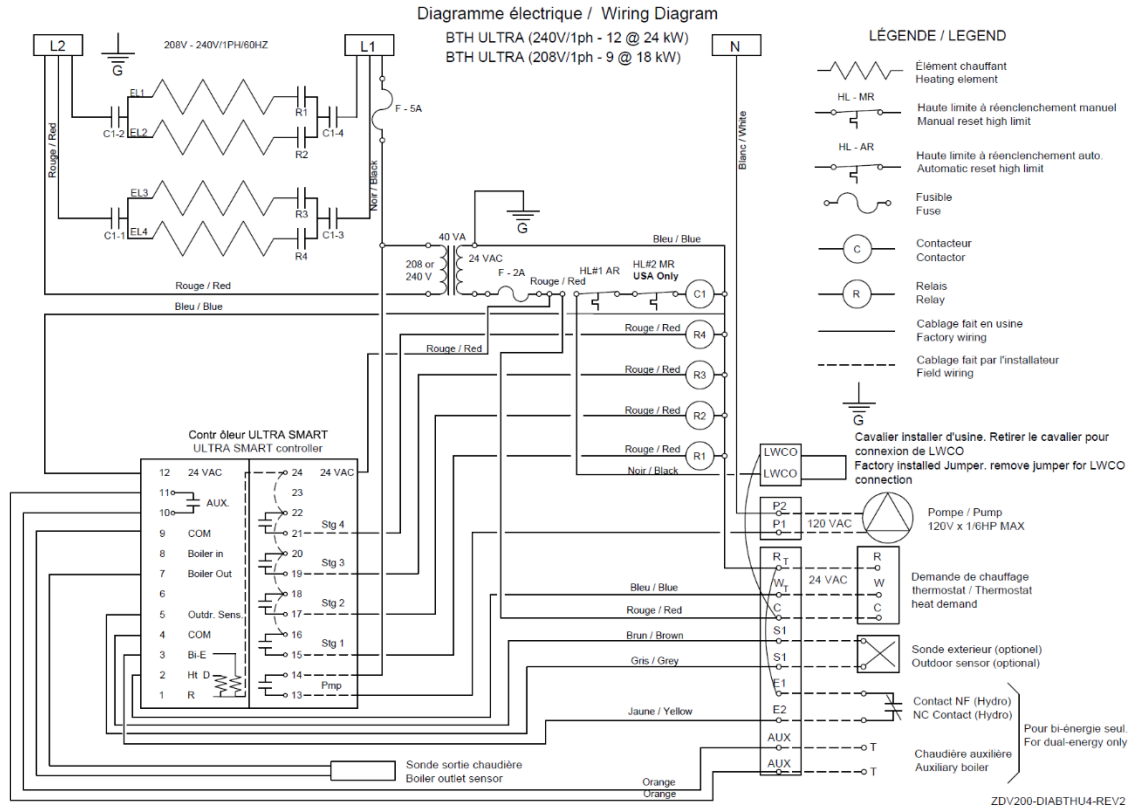 Diagramme électrique / Wiring Diagram
BTH ULTRA (240V/1ph - 12 @ 24 kW)
BTH ULTRA (208V/1ph - 9 @ 18 kW)
L2
G
208V - 240V/1PH/60HZ
L1
N
F - 5A
EL1
R1
C1-2
EL2
C1-4
R2
EL3
R3
C1-1
EL4
C1-3
R4
Rouge / Red
Noir / Black
Blanc / White
G
Bleu / Blue
40 VA
208 or
240 V
24 VAC
F - 2A
Rouge / Red
HL#1 AR
HL#2 MR
USA Only
C1
Rouge / Red
Bleu / Blue
Rouge / Red
Rouge / Red
R4
Rouge / Red
R3
Rouge / Red
R2
Rouge / Red
R1
Noir / Black
LÉGENDE / LEGEND
Élément chauffant
Heating element
HL - MR
Haute limite à réenclenchement manuel
Manual reset high limit
HL - AR
Haute limite à réenclenchement auto.
Automatic reset high limit
Fusible
Fuse
C
Contacteur
Contactor
R
Relais
Relay
Cablage fait en usine
Factory wiring
Cablage fait par l'installateur
Field wiring
G
Contr ôleur ULTRA SMART
ULTRA SMART controller
12 24 VAC
11
AUX.
10
9 COM
8 Boiler in
7 Boiler Out
6
5 Outdr. Sens.
4 COM
3 Bi-E
2 Ht D
1 R
24 24 VAC
23
22
Stg 4
21
20
Stg 3
19
18
Stg 2
17
16
Stg 1
15
14
Pmp
13
LWCO
LWCO
Cavalier installer d'usine. Retirer le cavalier pour
connexion de LWCO
Factory installed Jumper. remove jumper for LWCO
connection
P2
P1
120 VAC
Pompe / Pump
120V x 1/6HP MAX
RT
WT
C
24 VAC
R
W
C
Demande de chauffage
thermostat / Thermostat
heat demand
Bleu / Blue
Rouge / Red
Brun / Brown
S1
Gris / Grey
S1
Sonde exterieur (optionel)
Outdoor sensor (optional)
E1
Jaune / Yellow
E2
Contact NF (Hydro)
NC Contact (Hydro)
Pour bi-énergie seul.
For dual-energy only
AUX
T
AUX
T
Chaudière auxilière
Auxiliary boiler
Sonde sortie chaudière
Boiler outlet sensor
Orange
Orange
ZDV200-DIABTHU4-REV2